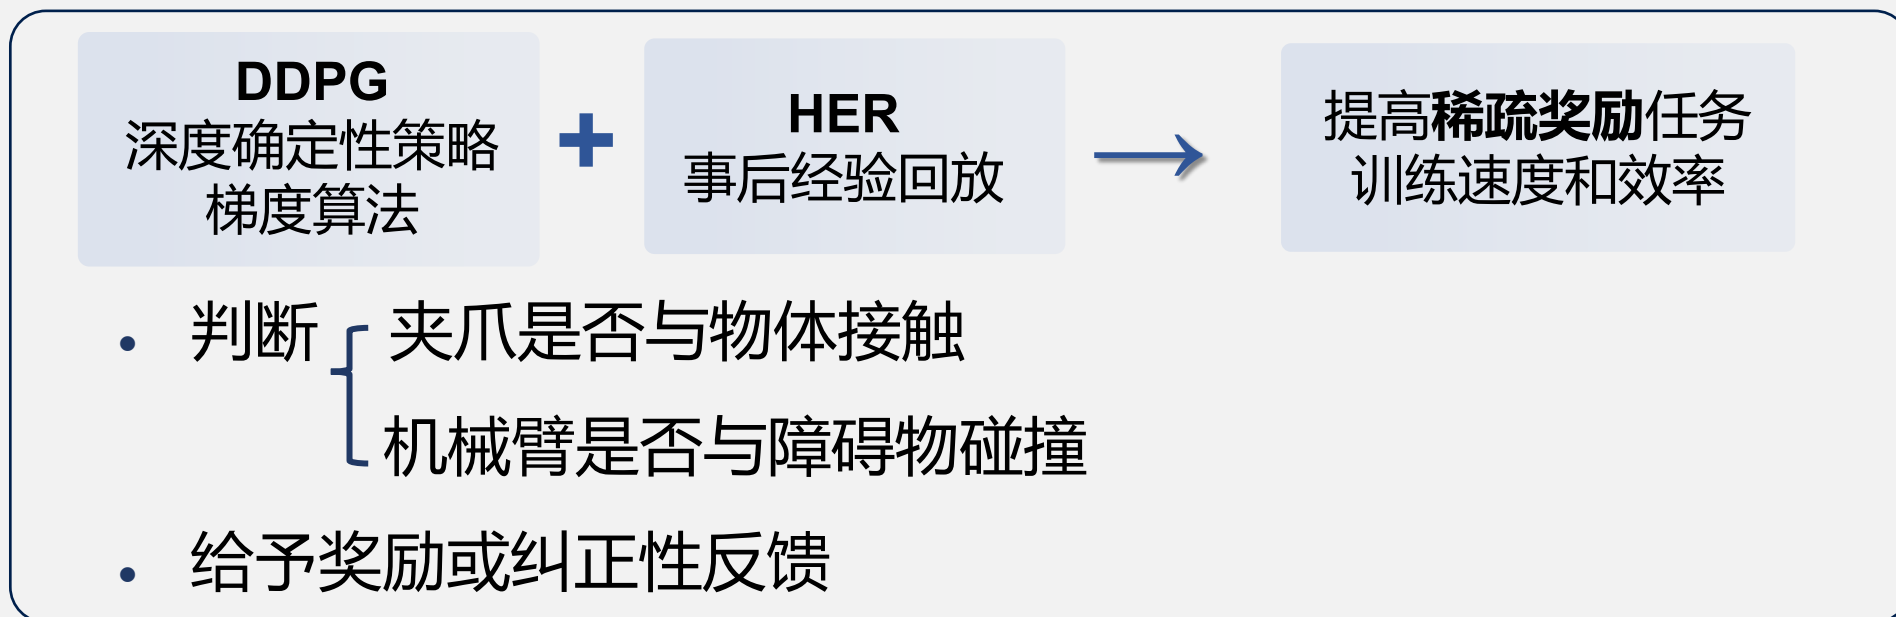 DDPG
深度确定性策略
梯度算法
+
HER
事后经验回放
→
提高稀疏奖励任务
训练速度和效率
• 判断 夹爪是否与物体接触
机械臂是否与障碍物碰撞
• 给予奖励或纠正性反馈